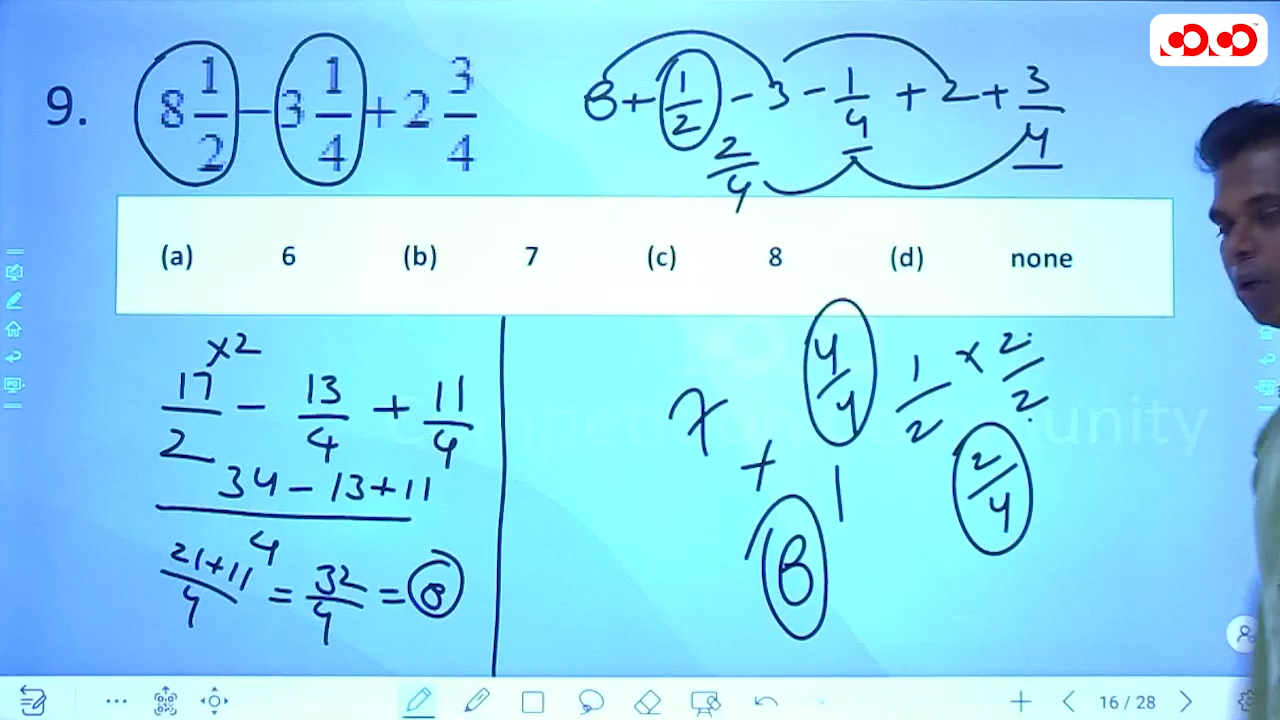 9. 8 1/2 − 3 1/4 + 2 3/4
8 + 1/2 − 3 − 1/4 + 2 + 3/4
2/4
(a) 6 (b) 7 (c) 8 (d) none
×2
17/2 − 13/4 + 11/4
34 − 13 + 11
4
21+11/4 = 32/4 = 8
7 + 4/4
1
8
1/2 × 2/2
2/4
16 / 28